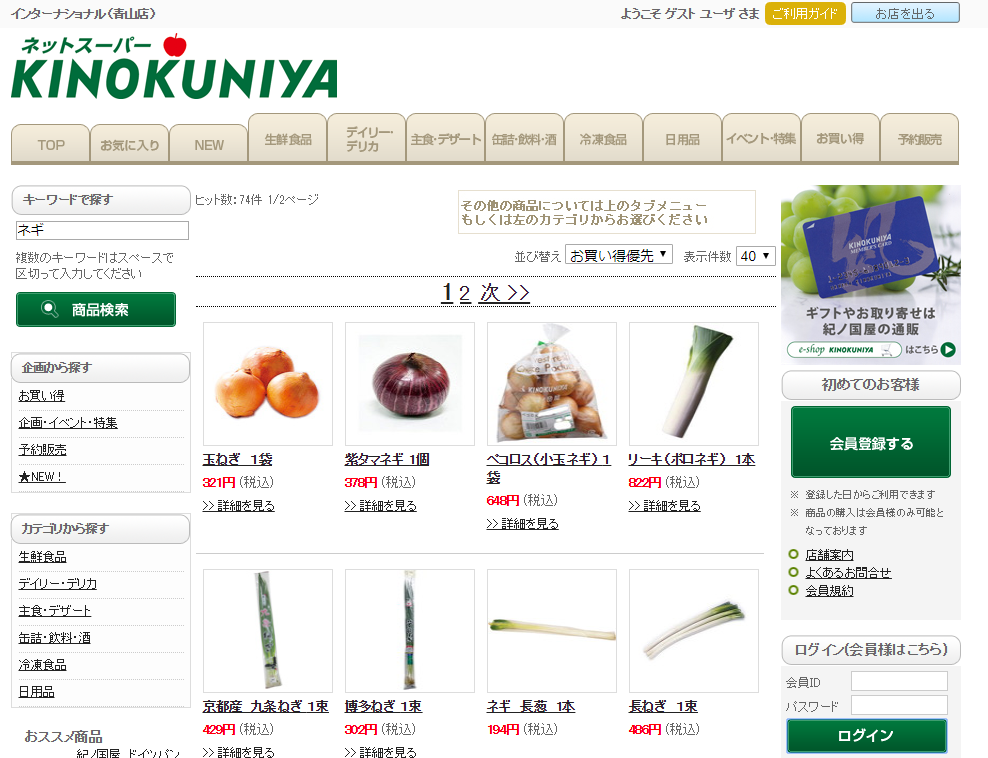 インターナショナル(青山店)
ようこそ ゲスト ユーザ さま
ご利用ガイド
お店を出る
ネットスーパー
KINOKUNIYA
TOP
お気に入り
NEW
生鮮食品
デイリー・
デリカ
主食・デザート
缶詰・飲料・酒
冷凍食品
日用品
イベント・特集
お買い得
予約販売
キーワードで探す
ネギ
複数のキーワードはスペースで
区切って入力してください
商品検索
企画から探す
お買い得
企画・イベント・特集
予約販売
★NEW!
カテゴリから探す
生鮮食品
デイリー・デリカ
主食・デザート
缶詰・飲料・酒
冷凍食品
日用品
おススメ商品
紀ノ国屋 ドイツパン
ヒット数: 74件 1/2ページ
その他の商品については上のタブメニュー
もしくは左のカテゴリからお選びください
並び替え お買い得優先 ▼ 表示件数 40 ▼
1 2 次 >>
玉ねぎ 1袋
321円 (税込)
>> 詳細を見る
紫タマネギ 1個
378円 (税込)
>> 詳細を見る
KINOKUNIYA
ペコロス(小玉ネギ) 1
袋
648円 (税込)
>> 詳細を見る
リーキ(ポロネギ) 1本
822円 (税込)
>> 詳細を見る
京都産 九条ねぎ 1束
429円 (税込)
>> 詳細を見る
博多ねぎ 1束
302円 (税込)
>> 詳細を見る
ネギ 長葱 1本
194円 (税込)
長ねぎ 1束
486円 (税込)
KINOKUNIYA
MEMBER'S CARD
ギフトやお取り寄せは
紀ノ国屋の通販
e-shop KINOKUNIYA はこちら
初めてのお客様
会員登録する
※ 登録した日からご利用できます
※ 商品の購入は会員様のみ可能と
なっております
店舗案内
よくあるお問合せ
会員規約
ログイン(会員様はこちら)
会員ID
パスワード
ログイン